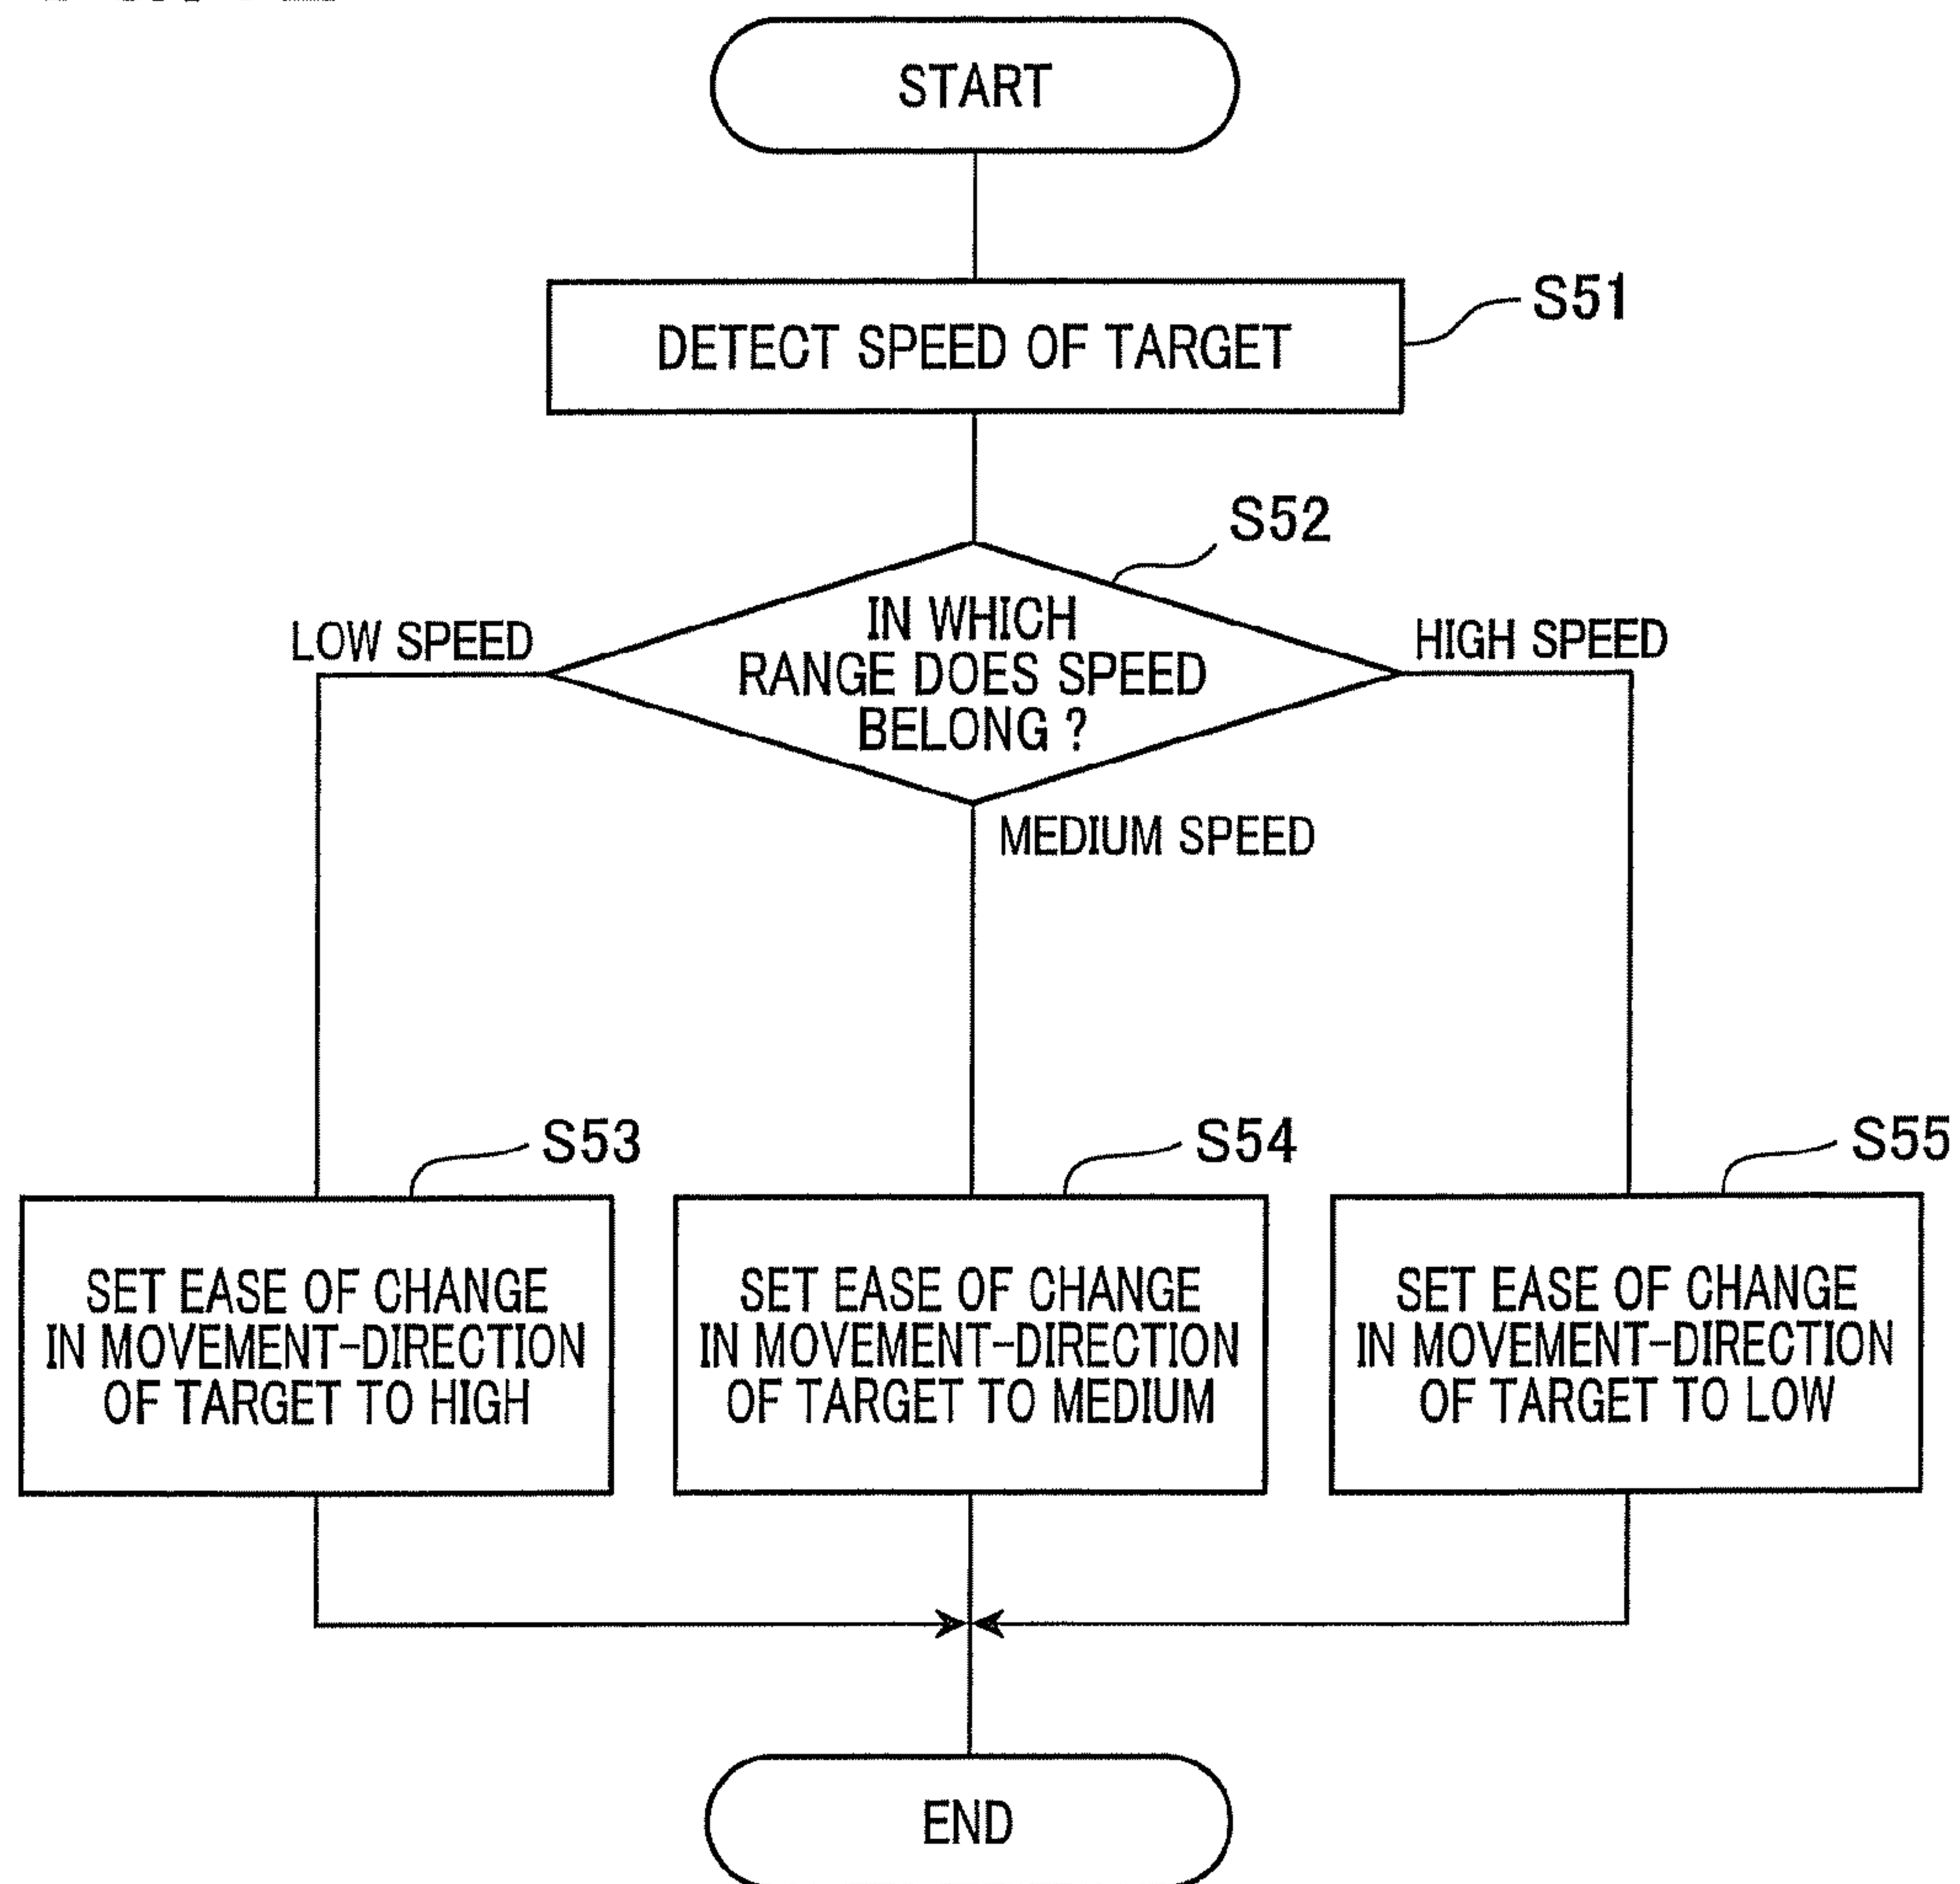 START
DETECT SPEED OF TARGET
S51
S52
IN WHICH
RANGE DOES SPEED
BELONG ?
LOW SPEED
HIGH SPEED
MEDIUM SPEED
S53
SET EASE OF CHANGE
IN MOVEMENT-DIRECTION
OF TARGET TO HIGH
S54
SET EASE OF CHANGE
IN MOVEMENT-DIRECTION
OF TARGET TO MEDIUM
S55
SET EASE OF CHANGE
IN MOVEMENT-DIRECTION
OF TARGET TO LOW
END